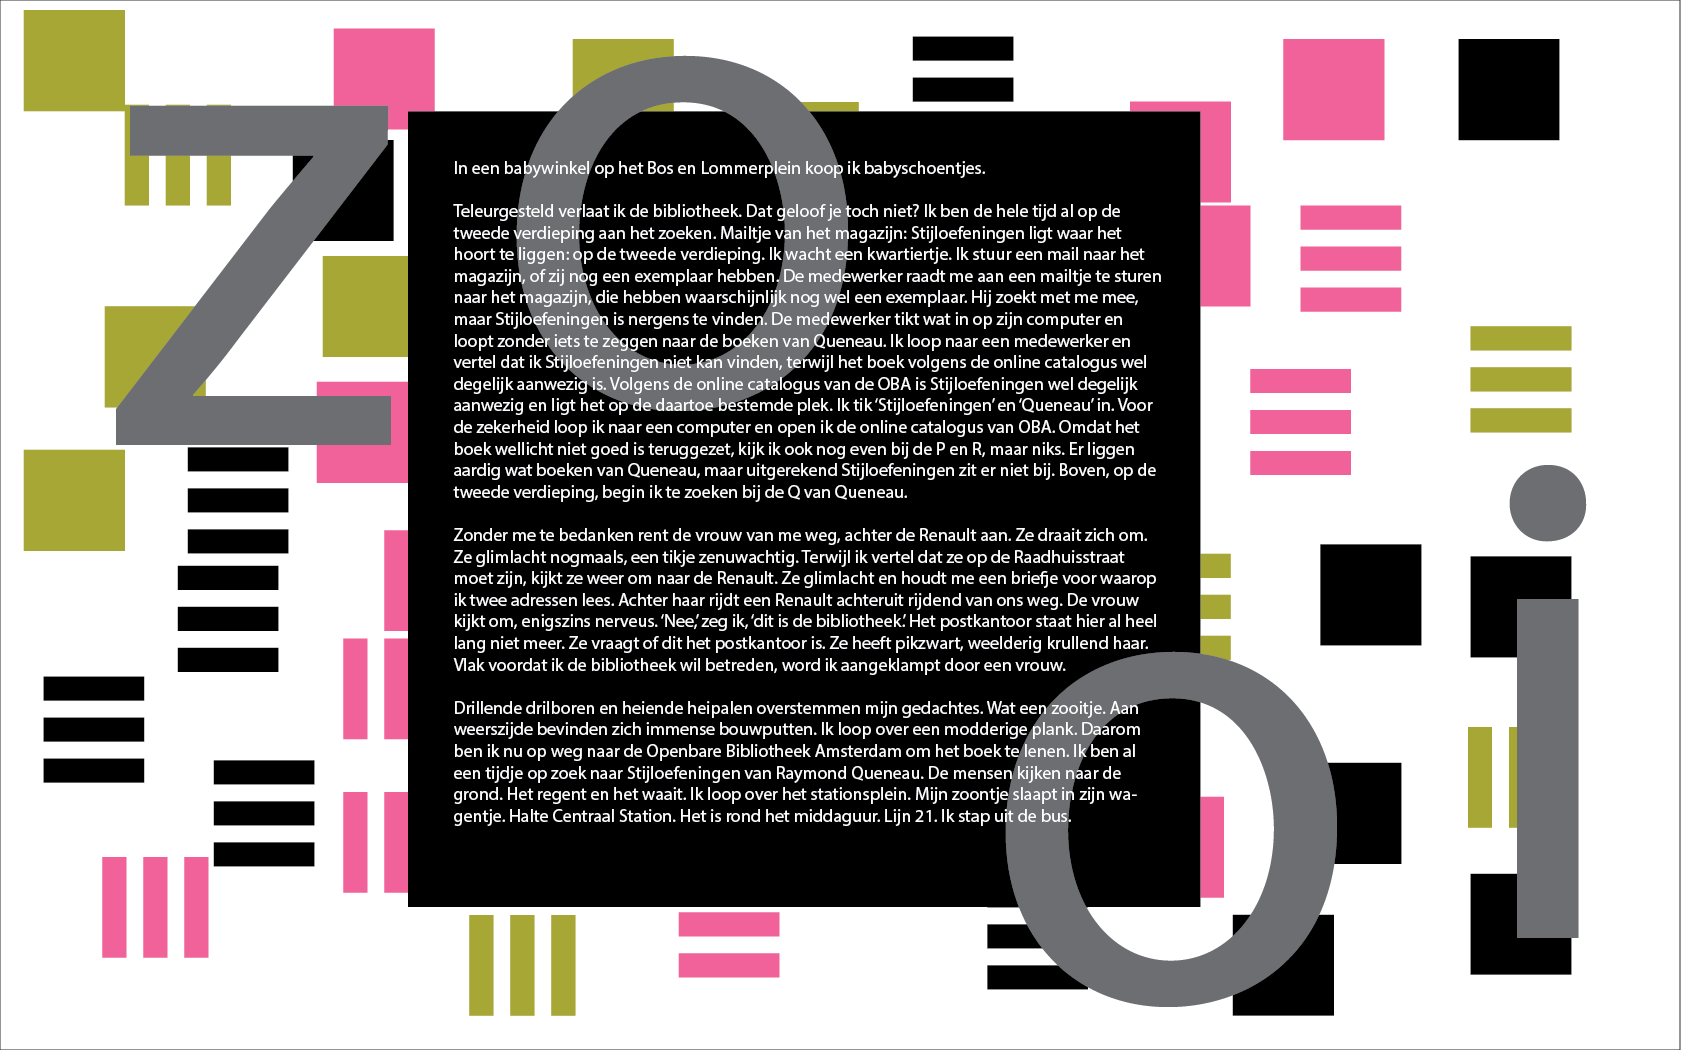 Zooi
In een babywinkel op het Bos en Lommerplein koop ik babyschoentjes.
Teleurgesteld verlaat ik de bibliotheek. Dat geloof je toch niet? Ik ben de hele tijd al op de
tweede verdieping aan het zoeken. Mailtje van het magazijn: Stijloefeningen ligt waar het
hoort te liggen: op de tweede verdieping. Ik wacht een kwartiertje. Ik stuur een mail naar het
magazijn, of zij nog een exemplaar hebben. De medewerker raadt me aan een mailtje te sturen
naar het magazijn, die hebben waarschijnlijk nog wel een exemplaar. Hij zoekt met me mee,
maar Stijloefeningen is nergens te vinden. De medewerker tikt wat in op zijn computer en
loopt zonder iets te zeggen naar de boeken van Queneau. Ik loop naar een medewerker en
vertel dat ik Stijloefeningen niet kan vinden, terwijl het boek volgens de online catalogus wel
degelijk aanwezig is. Volgens de online catalogus van de OBA is Stijloefeningen wel degelijk
aanwezig en ligt het op de daartoe bestemde plek. Ik tik ‘Stijloefeningen’ en ‘Queneau’ in. Voor
de zekerheid loop ik naar een computer en open ik de online catalogus van OBA. Omdat het
boek wellicht niet goed is teruggezet, kijk ik ook nog even bij de P en R, maar niks. Er liggen
aardig wat boeken van Queneau, maar uitgerekend Stijloefeningen zit er niet bij. Boven, op de
tweede verdieping, begin ik te zoeken bij de Q van Queneau.
Zonder me te bedanken rent de vrouw van me weg, achter de Renault aan. Ze draait zich om.
Ze glimlacht nogmaals, een tikje zenuwachtig. Terwijl ik vertel dat ze op de Raadhuisstraat
moet zijn, kijkt ze weer om naar de Renault. Ze glimlacht en houdt me een briefje voor waarop
ik twee adressen lees. Achter haar rijdt een Renault achteruit rijdend van ons weg. De vrouw
kijkt om, enigszins nerveus. ‘Nee,’ zeg ik, ‘dit is de bibliotheek.’ Het postkantoor staat hier al heel
lang niet meer. Ze vraagt of dit het postkantoor is. Ze heeft pikzwart, weelderig krullend haar.
Vlak voordat ik de bibliotheek wil betreden, word ik aangeklampt door een vrouw.
Drillende drilboren en heiende heipalen overstemmen mijn gedachtes. Wat een zooitje. Aan
weerszijde bevinden zich immense bouwputten. Ik loop over een modderige plank. Daarom
ben ik nu op weg naar de Openbare Bibliotheek Amsterdam om het boek te lenen. Ik ben al
een tijdje op zoek naar Stijloefeningen van Raymond Queneau. De mensen kijken naar de
grond. Het regent en het waait. Ik loop over het stationsplein. Mijn zoontje slaapt in zijn wa-
gentje. Halte Centraal Station. Het is rond het middaguur. Lijn 21. Ik stap uit de bus.